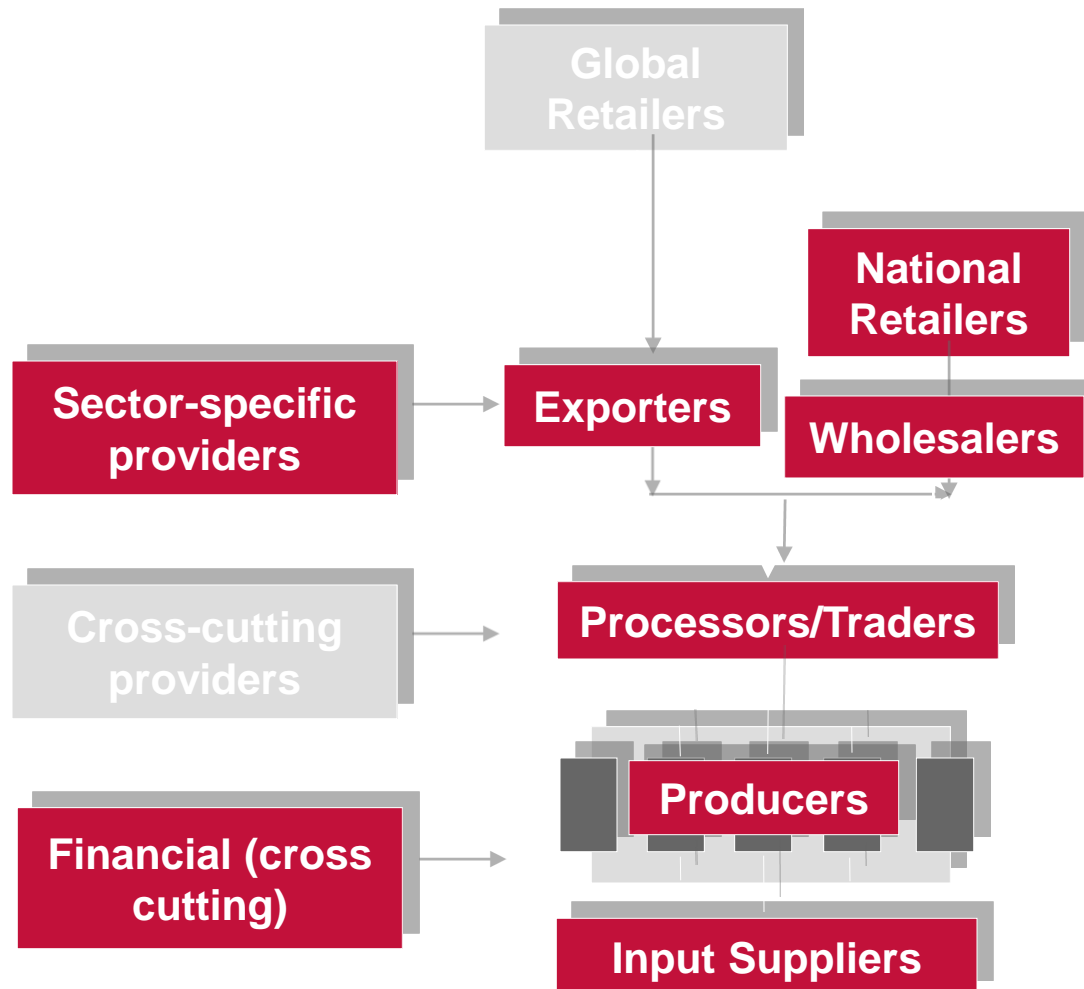 Global
Retailers
National
Retailers
Sector-specific
providers
Exporters
Wholesalers
Cross-cutting
providers
Processors/Traders
Producers
Financial (cross
cutting)
Input Suppliers